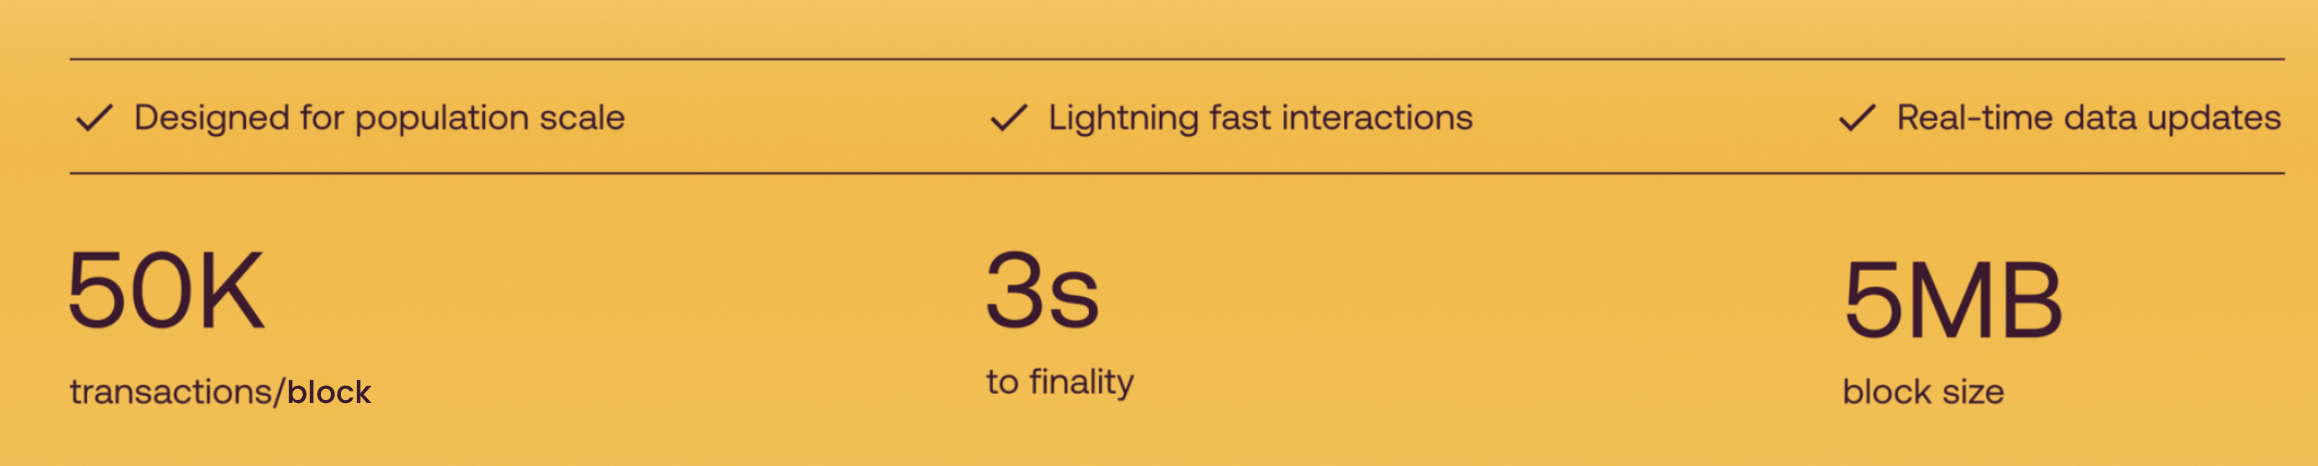 Designed for population scale
Lightning fast interactions
Real-time data updates
50K
transactions/block
3s
to finality
5MB
block size